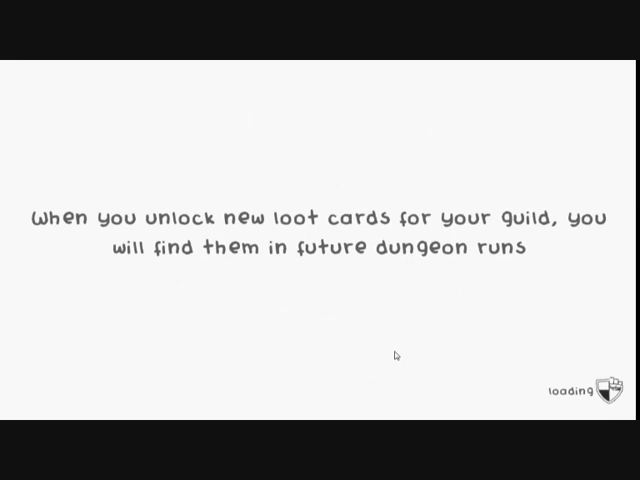 When you unlock new loot cards for your guild, you
will find them in future dungeon runs
loading